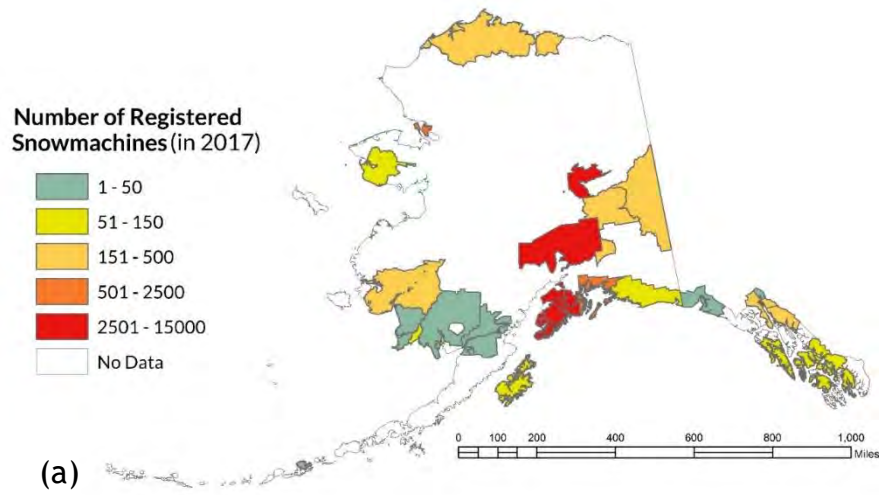 Number of Registered
Snowmachines (in 2017)
1 - 50
51 - 150
151 - 500
501 - 2500
2501 - 15000
No Data
0 100 200 400 600 800 1,000
Miles
(a)